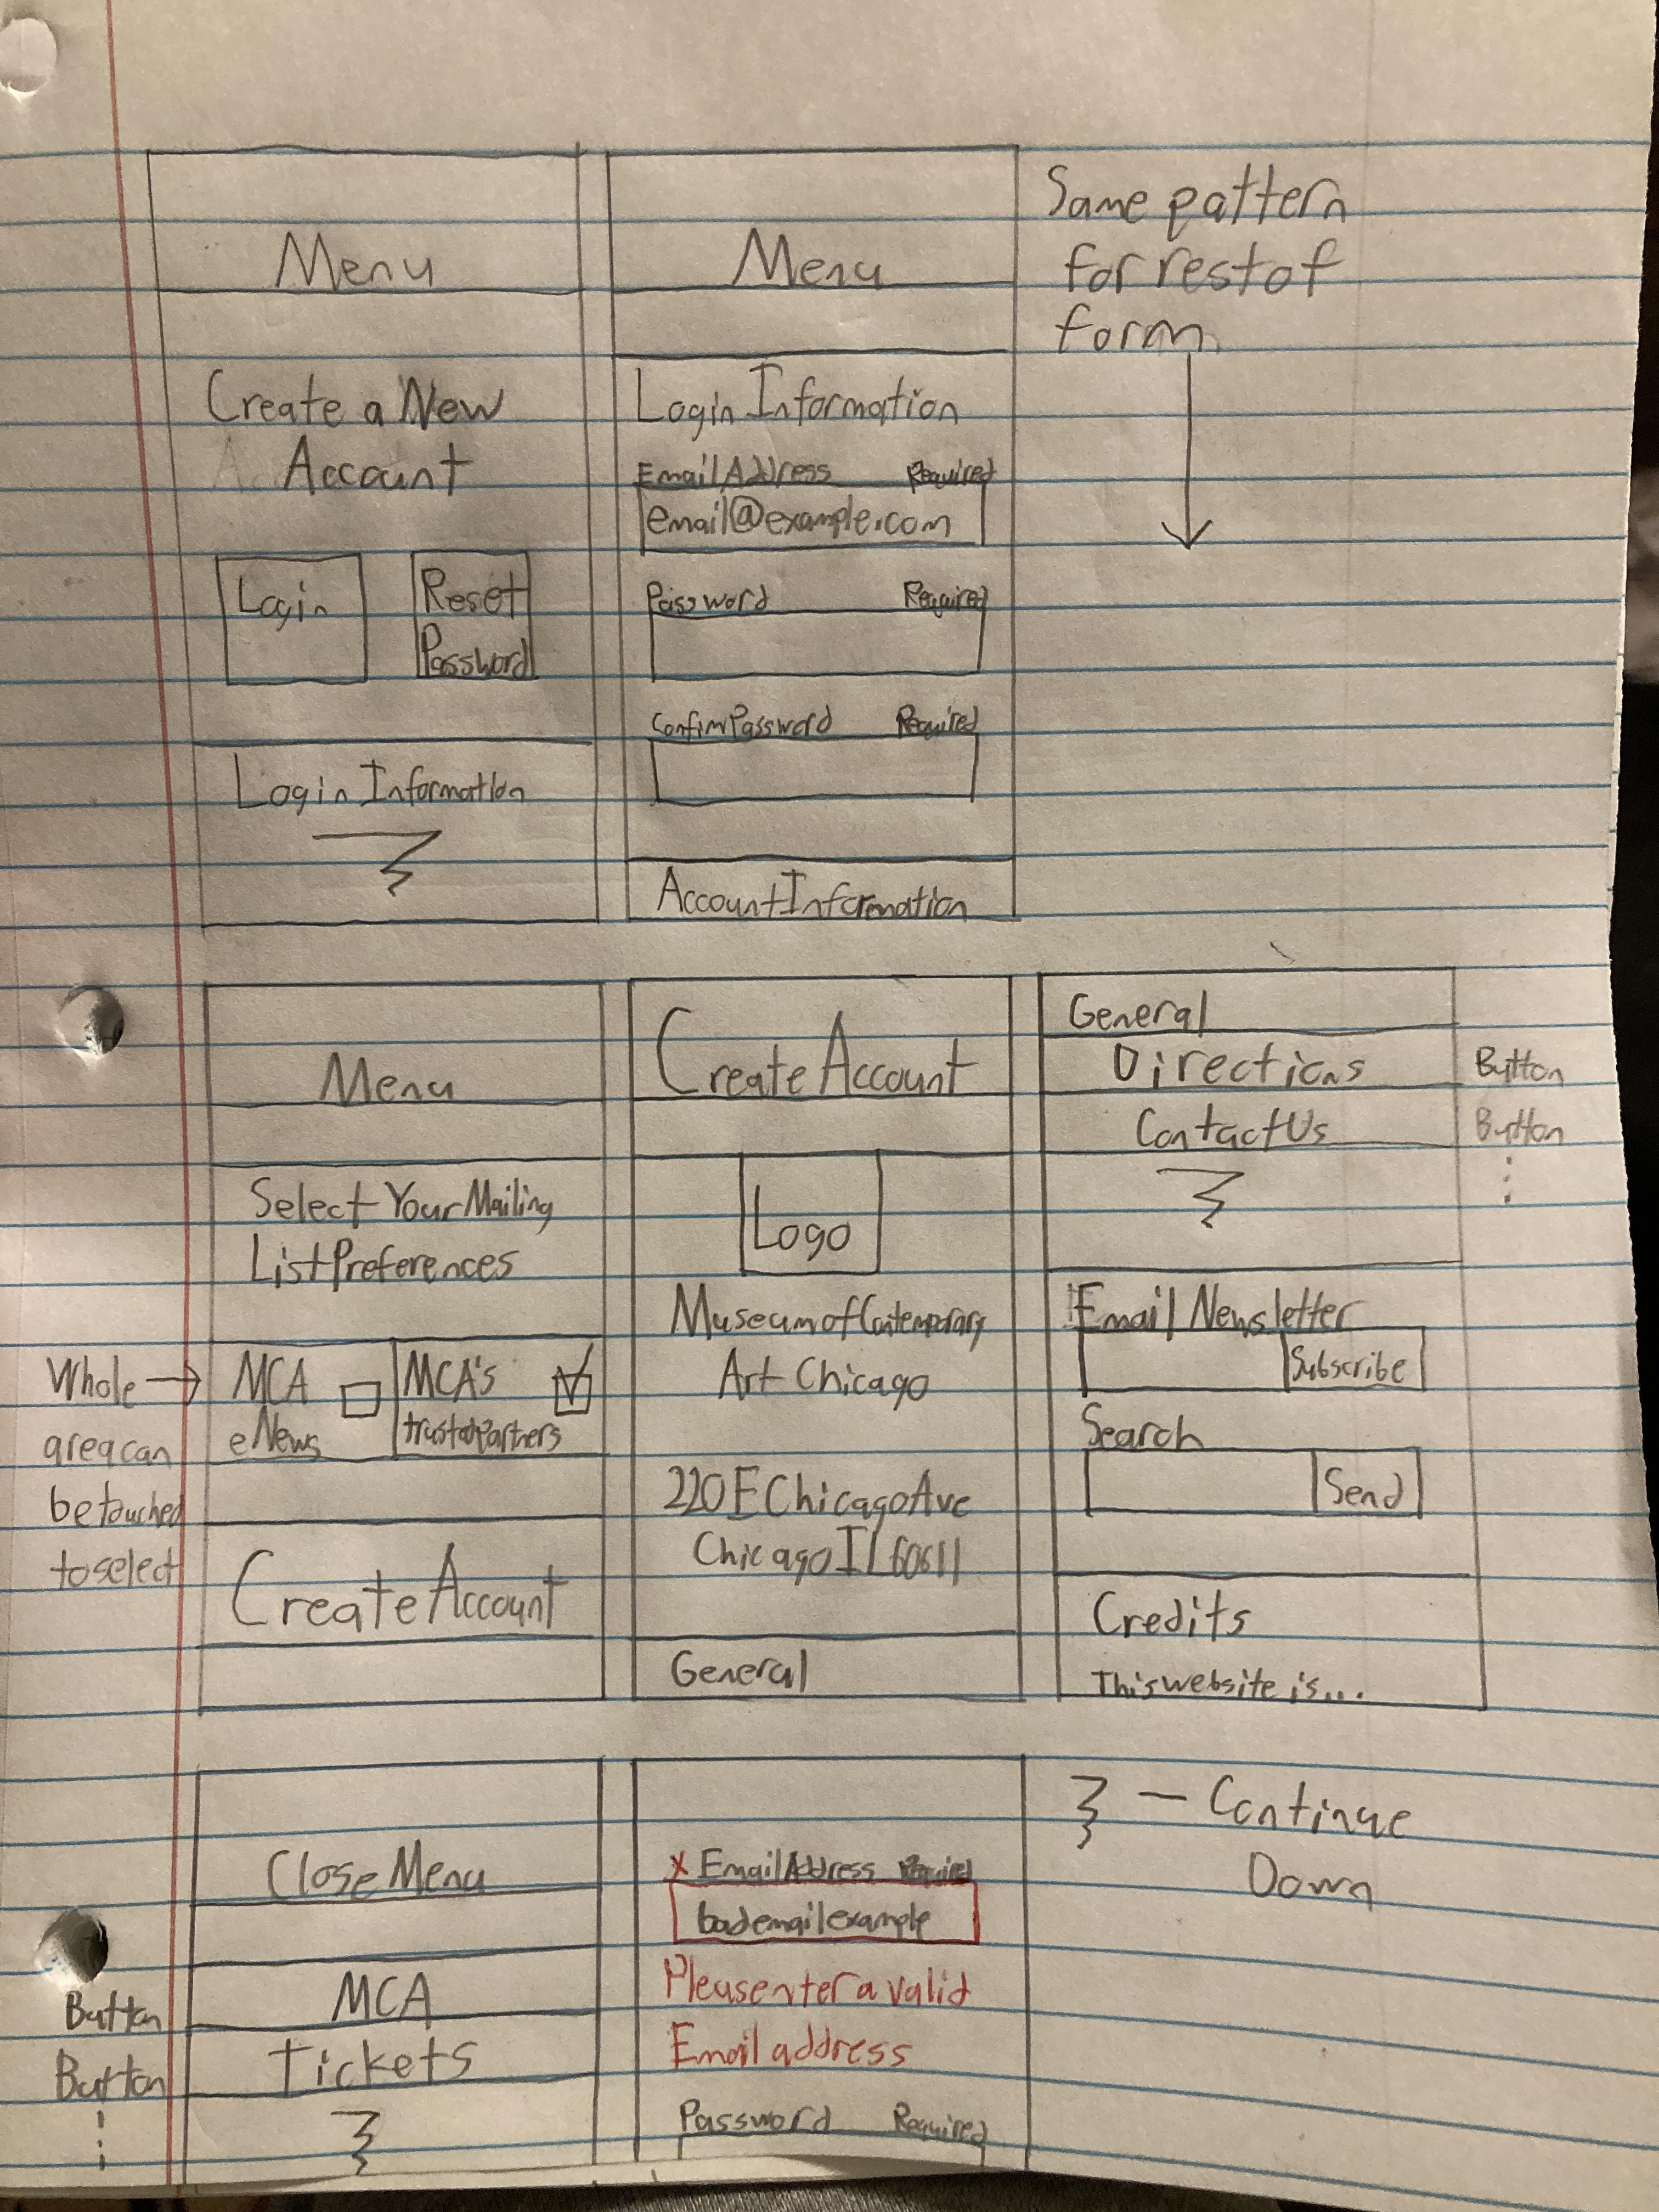 Menu
Create a New
Account
Login
Reset
Password
Login Information
Menu
Login Information
Email Address Required
email@example.com
Password Required
Confirm Password Required
Account Information
Same pattern
for rest of
form
Menu
Select Your Mailing
List Preferences
MCA
eNews
MCA's
trusted partners
Create Account
Whole
area can
be touched
to select
Create Account
Logo
Museum of Contemporary
Art Chicago
220 E Chicago Ave
Chicago IL 60611
General
General
Directions
Button
Contact Us
Button
Email Newsletter
Subscribe
Search
Send
Credits
This website is...
Close Menu
MCA
Button
Tickets
Button
x Email Address Required
bademailexample
Pleasenter a valid
Email address
Password Required
— Continue
Down